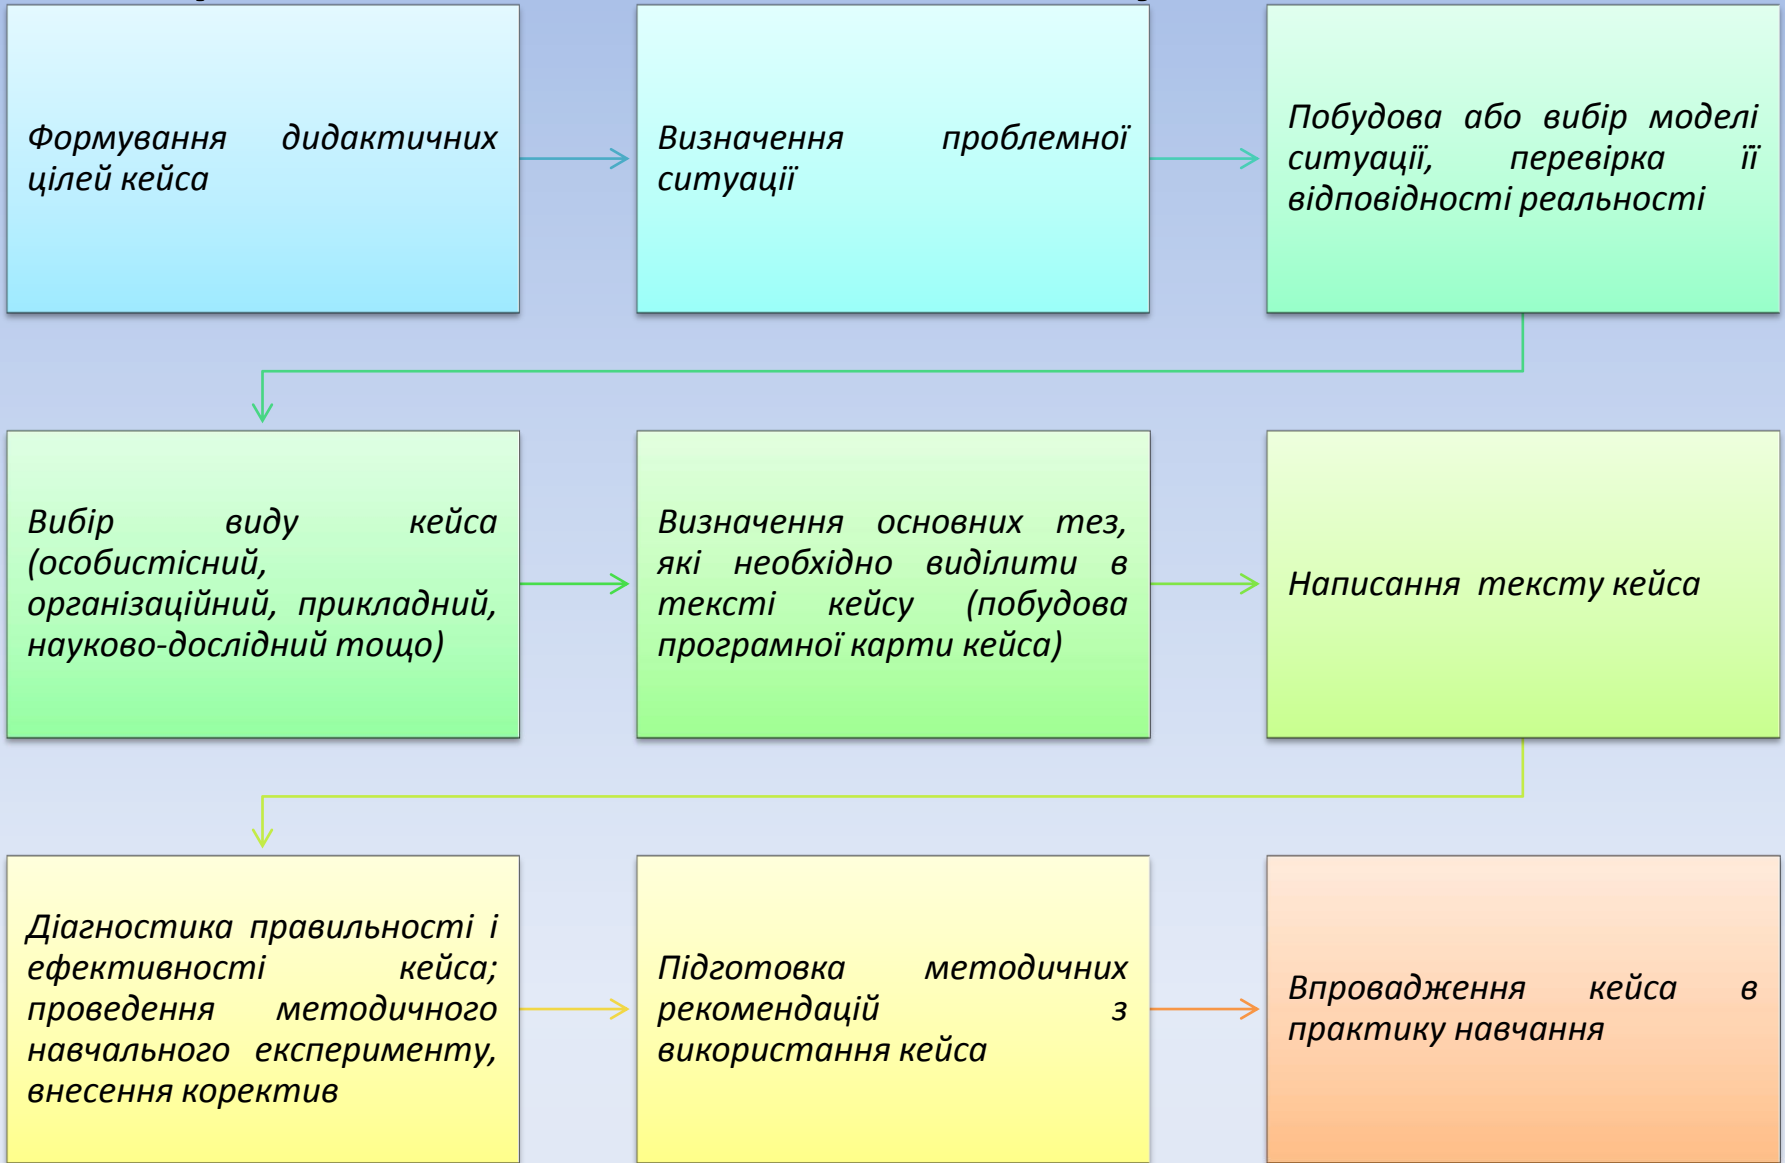 Формування дидактичних
цілей кейса
Визначення проблемної
ситуації
Побудова або вибір моделі
ситуації, перевірка її
відповідності реальності
Вибір виду кейса
(особистісний,
організаційний, прикладний,
науково-дослідний тощо)
Визначення основних тез,
які необхідно виділити в
тексті кейсу (побудова
програмної карти кейса)
Написання тексту кейса
Діагностика правильності і
ефективності кейса;
проведення методичного
навчального експерименту,
внесення коректив
Підготовка методичних
рекомендацій з
використання кейса
Впровадження кейса в
практику навчання